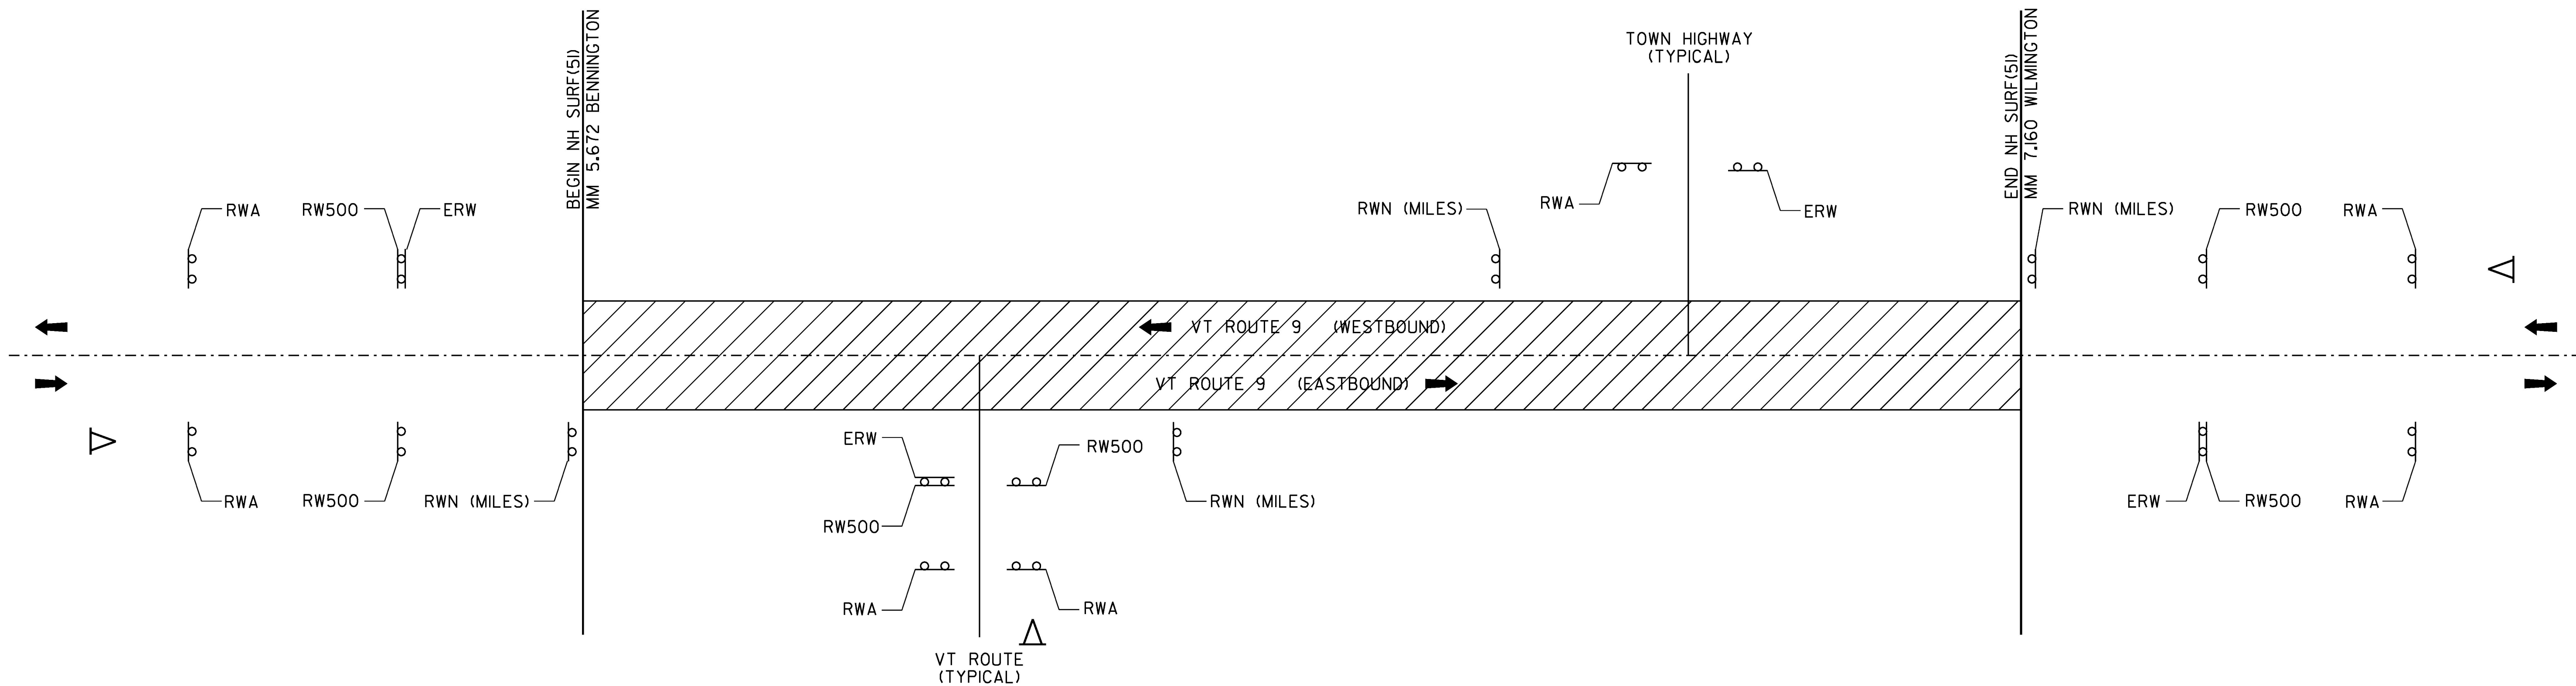 BEGIN NH SURF(51)
MM 5.672 BENNNINGTON
TOWN HIGHWAY
(TYPICAL)
END NH SURF(51)
MM 7.160 WILMINGTON
RWA
RW500
ERW
RWN (MILES)
RWA
ERW
RWN (MILES)
RW500
RWA
VT ROUTE 9 (WESTBOUND)
VT ROUTE 9 (EASTBOUND)
RWA
RW500
RWN (MILES)
ERW
RW500
RW500
RWN (MILES)
RWA
RWA
ERW
RW500
RWA
VT ROUTE
(TYPICAL)